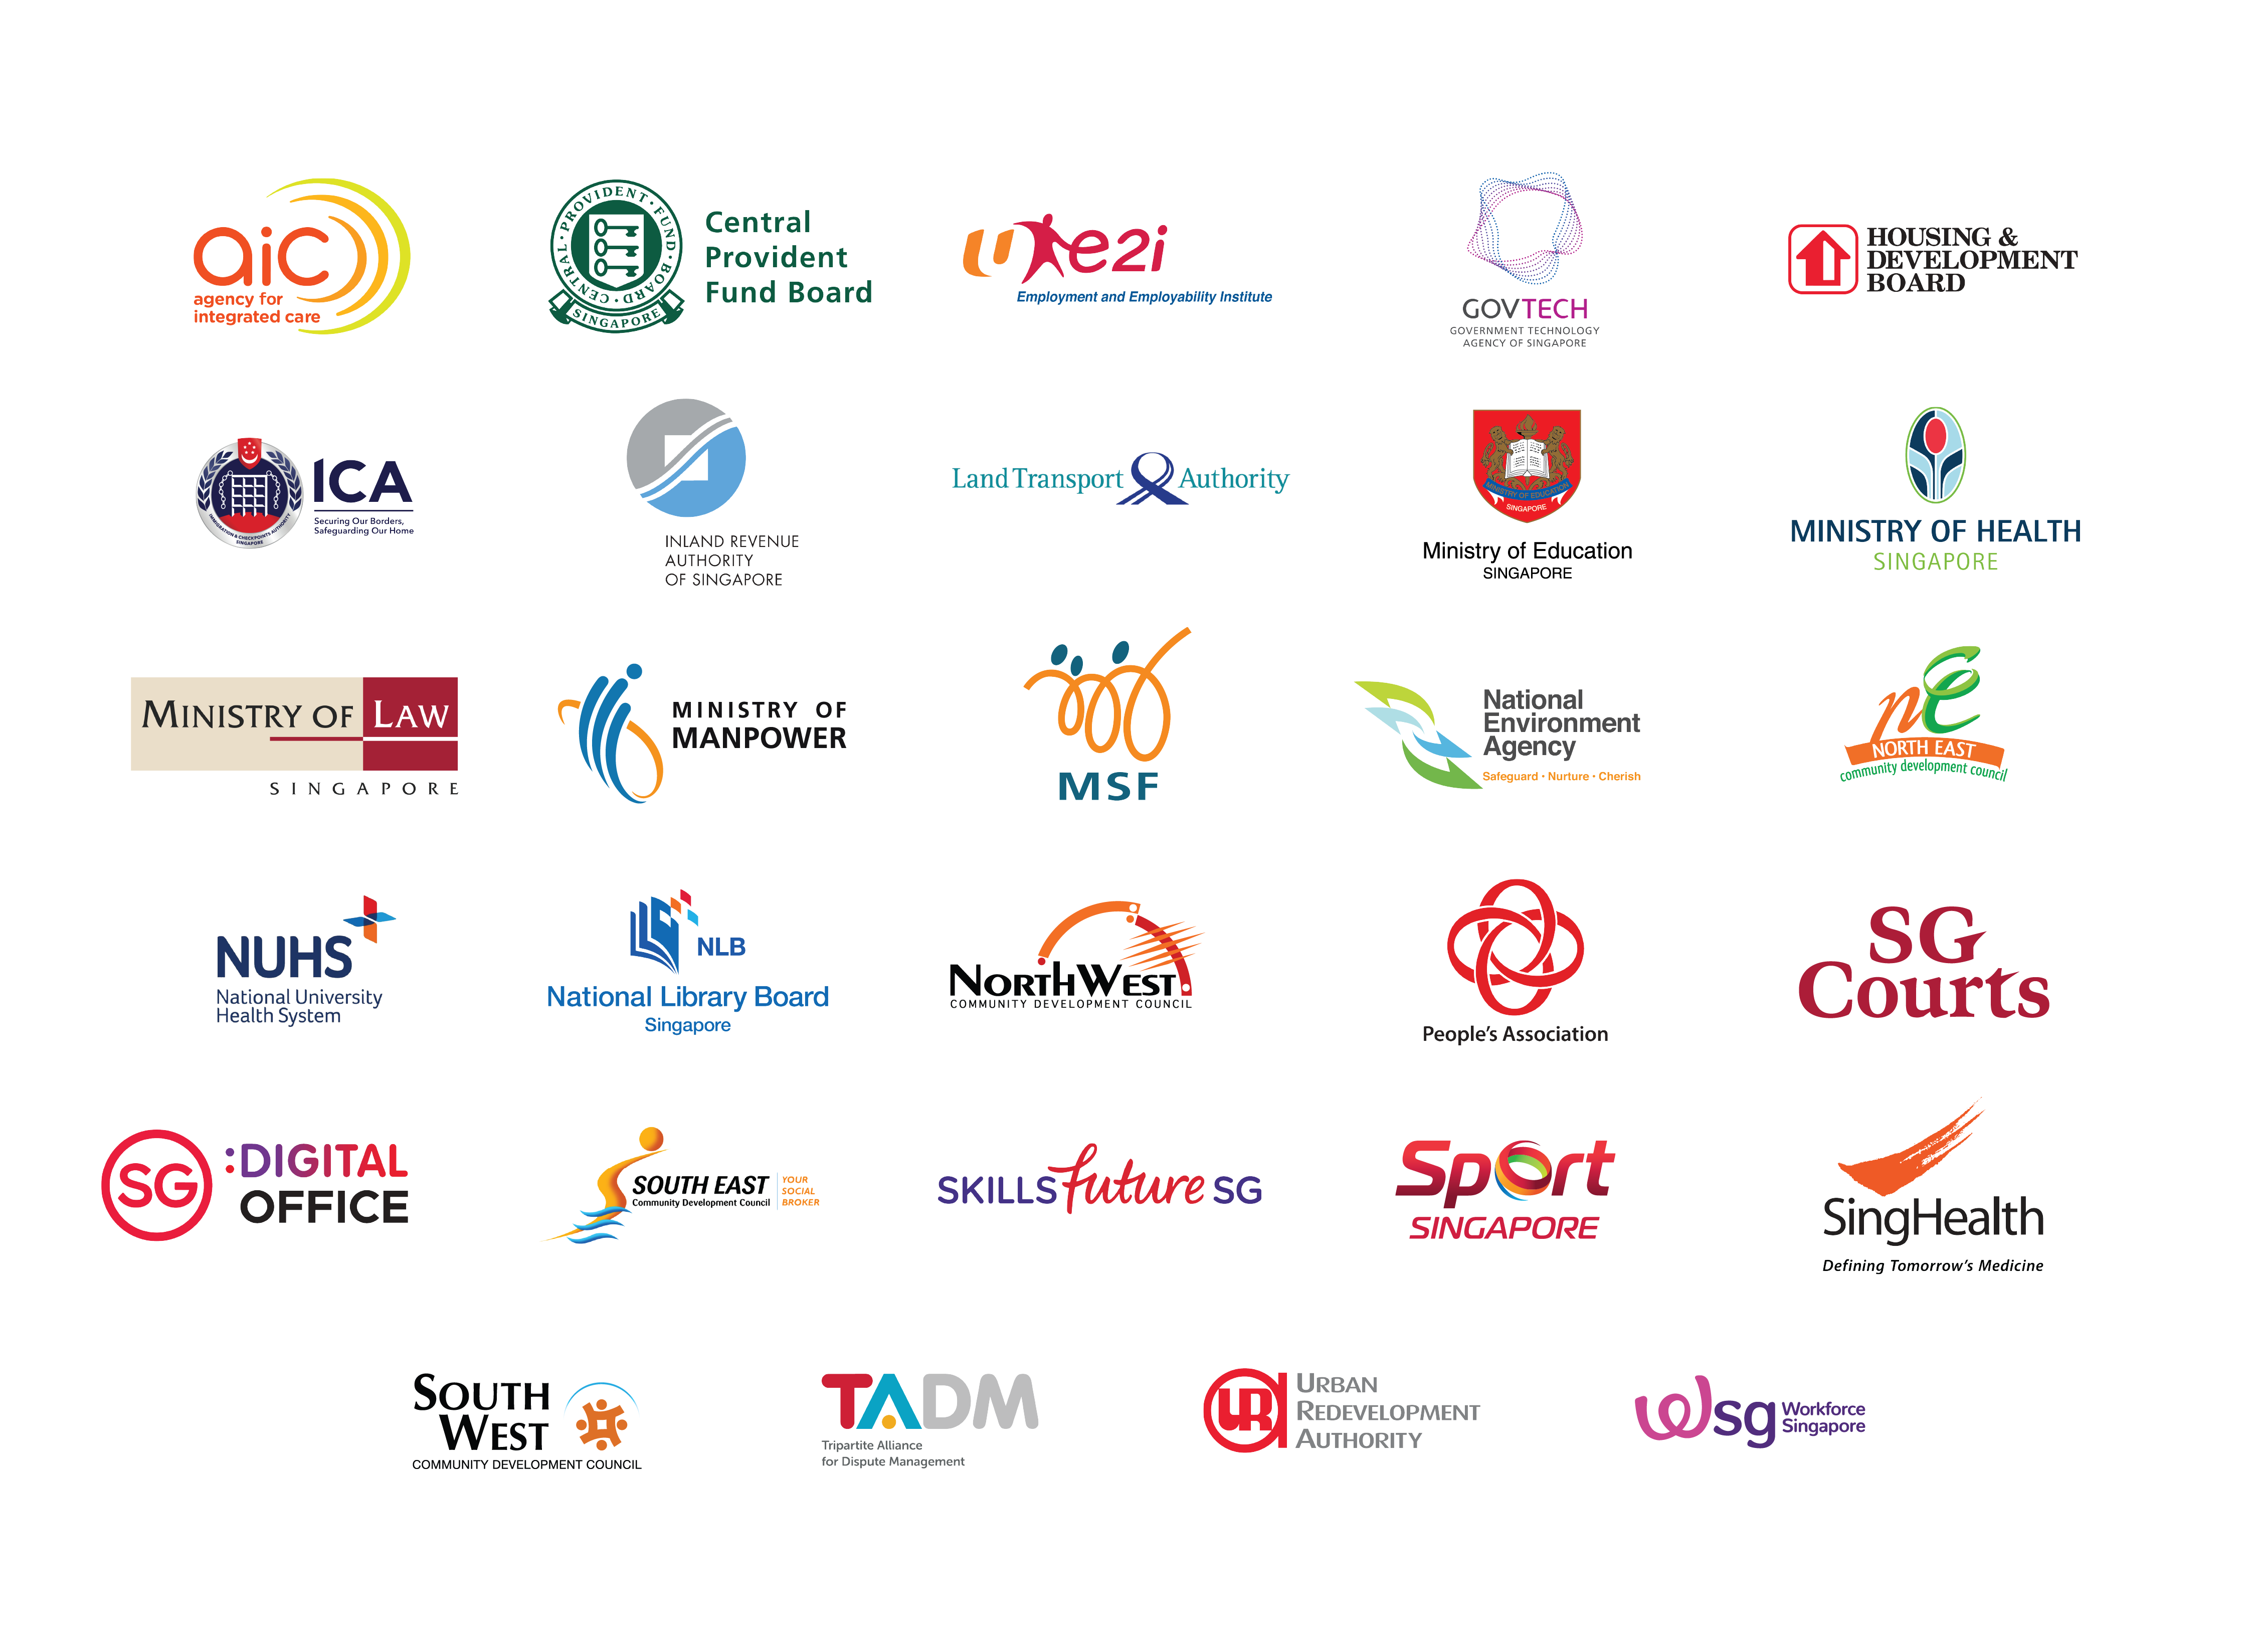 aic
agency for
integrated care
CENTRAL · PROVIDENT · FUND · BOARD ·
SINGAPORE
Central
Provident
Fund Board
u e2i
Employment and Employability Institute
GOVTECH
GOVERNMENT TECHNOLOGY
AGENCY OF SINGAPORE
HOUSING &
DEVELOPMENT
BOARD
IMMIGRATION & CHECKPOINTS AUTHORITY
SINGAPORE
ICA
Securing Our Borders,
Safeguarding Our Home
INLAND REVENUE
AUTHORITY
OF SINGAPORE
Land Transport Authority
MINISTRY OF EDUCATION
SINGAPORE
Ministry of Education
SINGAPORE
MINISTRY OF HEALTH
SINGAPORE
MINISTRY OF LAW
SINGAPORE
MINISTRY OF
MANPOWER
MSF
National
Environment
Agency
Safeguard · Nurture · Cherish
nE
NORTH EAST
community development council
NUHS
National University
Health System
NLB
National Library Board
Singapore
NORTHWEST
COMMUNITY DEVELOPMENT COUNCIL
People's Association
SG
Courts
SG :DIGITAL
OFFICE
SOUTH EAST
Community Development Council
YOUR
SOCIAL
BROKER
SKILLS future SG
Sport
SINGAPORE
SingHealth
Defining Tomorrow's Medicine
SOUTH
WEST
COMMUNITY DEVELOPMENT COUNCIL
TADM
Tripartite Alliance
for Dispute Management
URA
URBAN
REDEVELOPMENT
AUTHORITY
wsg
Workforce
Singapore